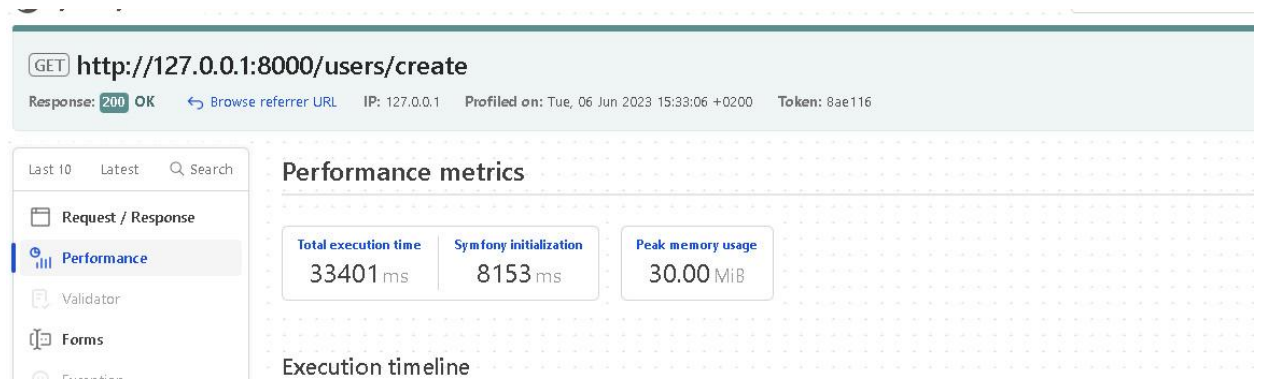 GET http://127.0.0.1:8000/users/create
Response: 200 OK Browse referrer URL IP: 127.0.0.1 Profiled on: Tue, 06 Jun 2023 15:33:06 +0200 Token: 8ae116
Last 10 Latest Search
Performance metrics
Request / Response
Performance
Total execution time Symfony initialization Peak memory usage
33401 ms 8153 ms 30.00 MiB
Validator
Forms
Execution timeline